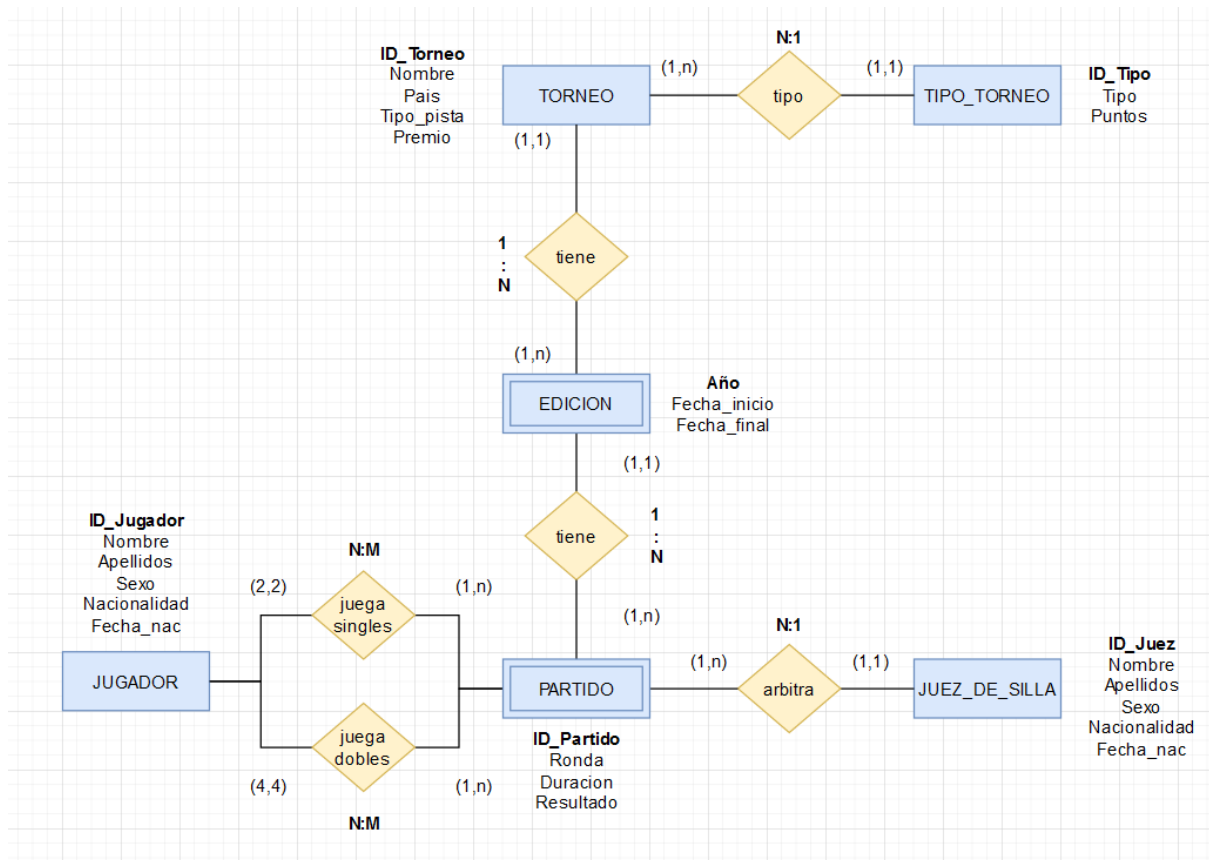 N:1
ID_Torneo
Nombre
Pais
Tipo_pista
Premio
(1,n)
(1,1)
TORNEO
tipo
TIPO_TORNEO
ID_Tipo
Tipo
Puntos
(1,1)
1
:
N
tiene
(1,n)
EDICION
Año
Fecha_inicio
Fecha_final
(1,1)
tiene
1
:
N
ID_Jugador
Nombre
Apellidos
Sexo
Nacionalidad
Fecha_nac
N:M
(2,2)
(1,n)
juega
singles
(1,n)
N:1
JUGADOR
PARTIDO
(1,n)
(1,1)
arbitra
JUEZ_DE_SILLA
ID_Juez
Nombre
Apellidos
Sexo
Nacionalidad
Fecha_nac
juega
dobles
(4,4)
(1,n)
N:M
ID_Partido
Ronda
Duracion
Resultado